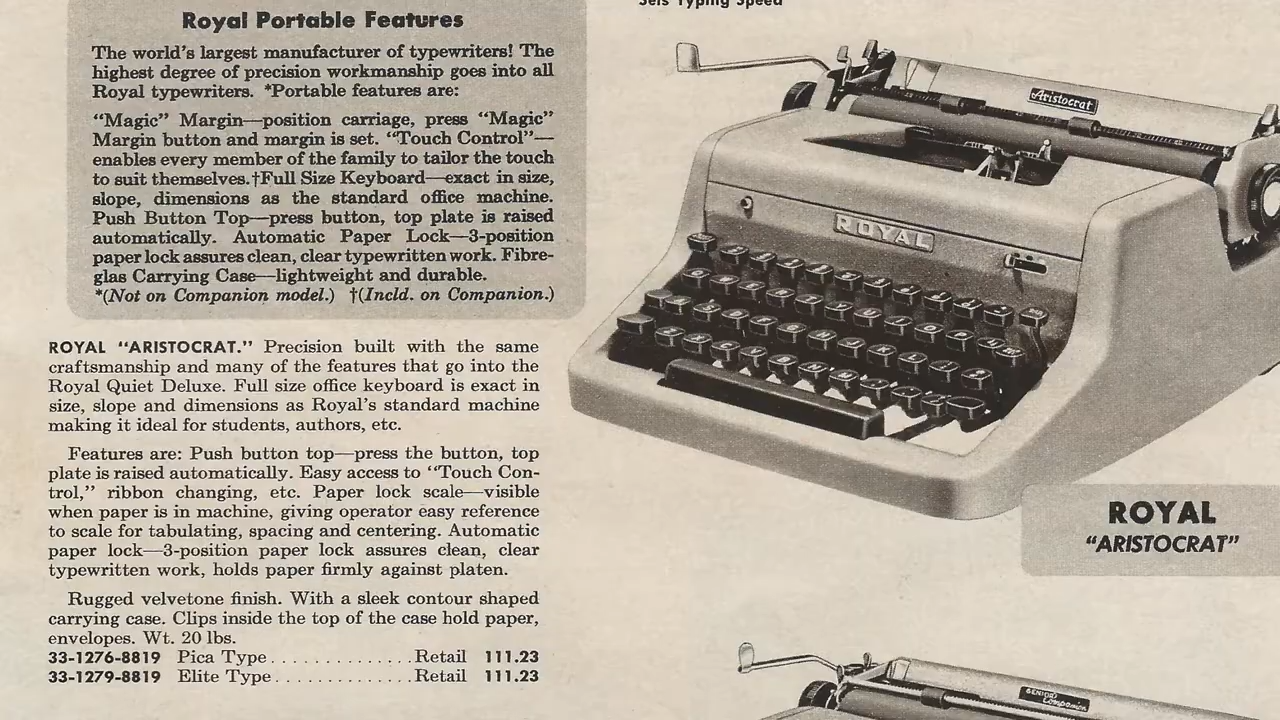 Royal Portable Features
The world's largest manufacturer of typewriters! The
highest degree of precision workmanship goes into all
Royal typewriters. *Portable features are:
"Magic" Margin—position carriage, press "Magic"
Margin button and margin is set. "Touch Control"—
enables every member of the family to tailor the touch
to suit themselves.†Full Size Keyboard—exact in size,
slope, dimensions as the standard office machine.
Push Button Top—press button, top plate is raised
automatically. Automatic Paper Lock—3-position
paper lock assures clean, clear typewritten work. Fibre-
glas Carrying Case—lightweight and durable.
*(Not on Companion model.) †(Incld. on Companion.)
ROYAL "ARISTOCRAT." Precision built with the same
craftsmanship and many of the features that go into the
Royal Quiet Deluxe. Full size office keyboard is exact in
size, slope and dimensions as Royal's standard machine
making it ideal for students, authors, etc.
Features are: Push button top—press the button, top
plate is raised automatically. Easy access to "Touch Con-
trol," ribbon changing, etc. Paper lock scale—visible
when paper is in machine, giving operator easy reference
to scale for tabulating, spacing and centering. Automatic
paper lock—3-position paper lock assures clean, clear
typewritten work, holds paper firmly against platen.
Rugged velvetone finish. With a sleek contour shaped
carrying case. Clips inside the top of the case hold paper,
envelopes. Wt. 20 lbs.
33-1276-8819 Pica Type..............Retail 111.23
33-1279-8819 Elite Type.............Retail 111.23
Sets Typing Speed
Aristocrat
ROYAL
ROYAL
"ARISTOCRAT"
SENIOR
Companion